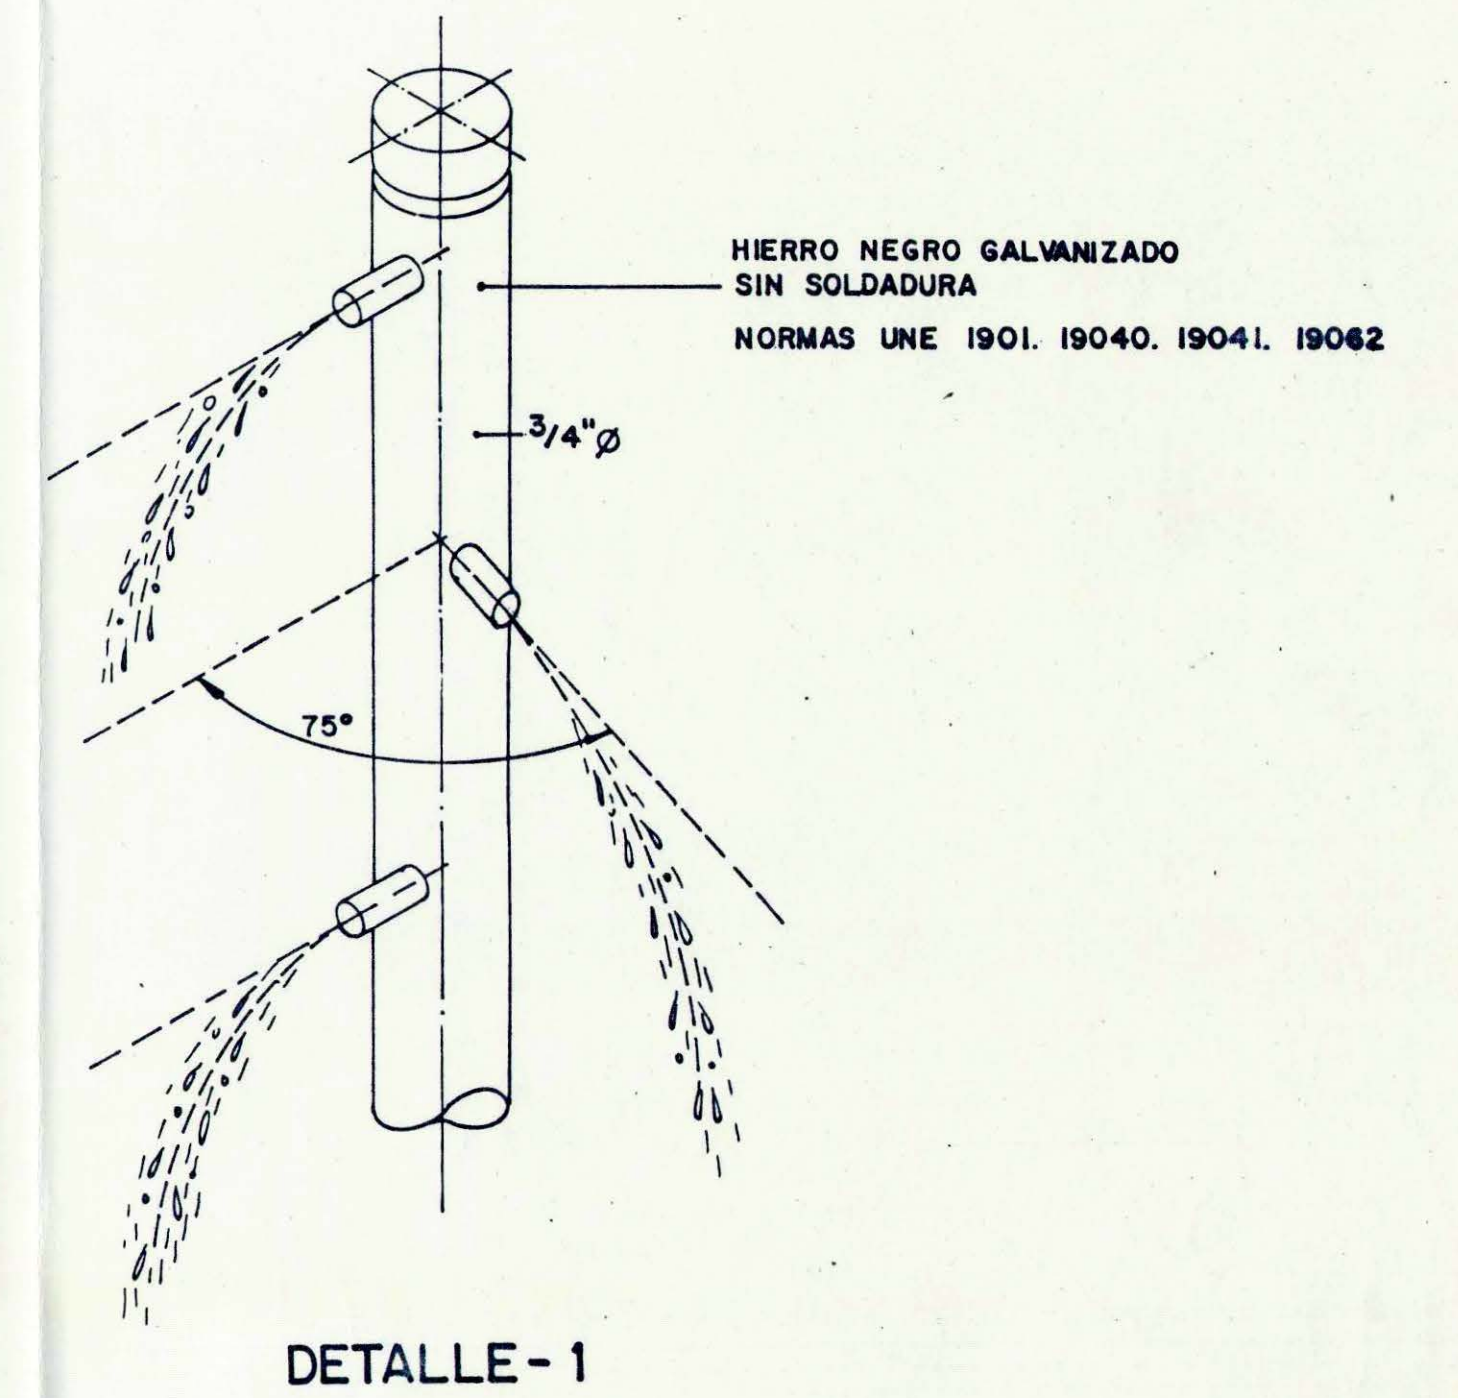 HIERRO NEGRO GALVANIZADO
SIN SOLDADURA
NORMAS UNE 1901. 19040. 19041. 19062
3/4"Ø
75°
DETALLE-1